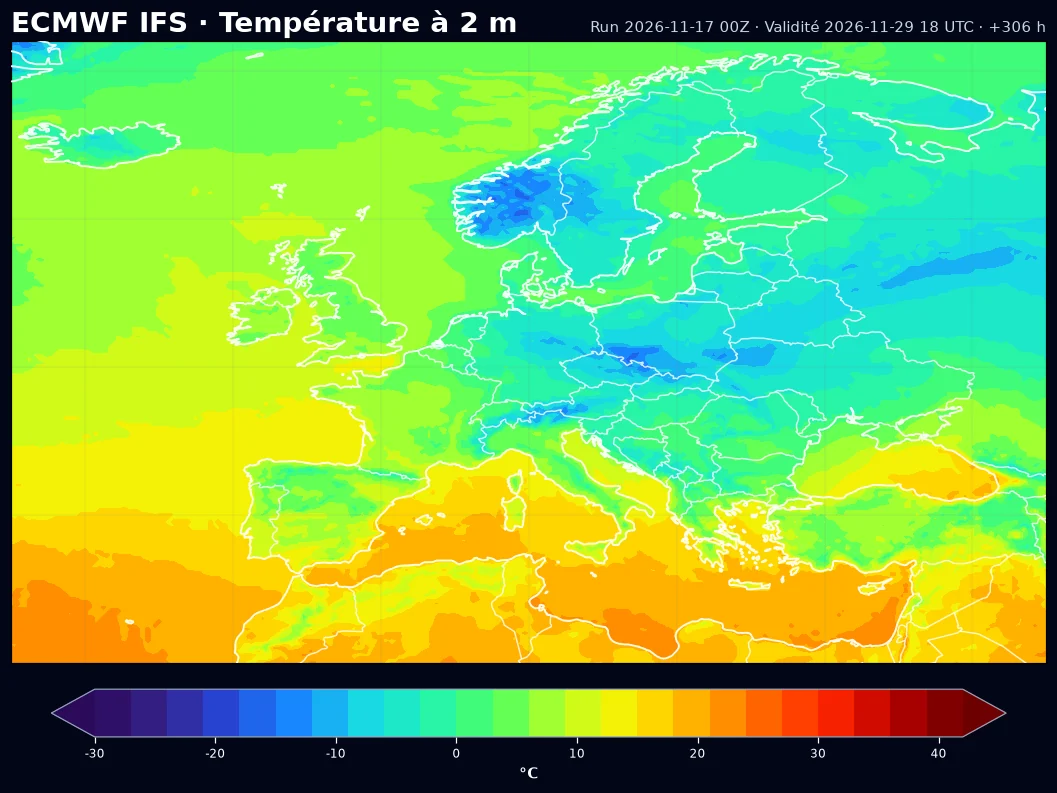 ECMWF IFS · Température à 2 m
Run 2026-11-17 00Z · Validité 2026-11-29 18 UTC · +306 h
-30 -20 -10 0 10 20 30 40
°C